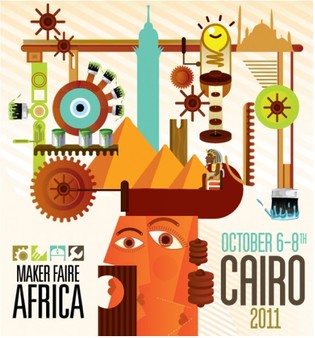 MAKER FAIRE
AFRICA
OCTOBER 6-8TH
CAIRO
2011